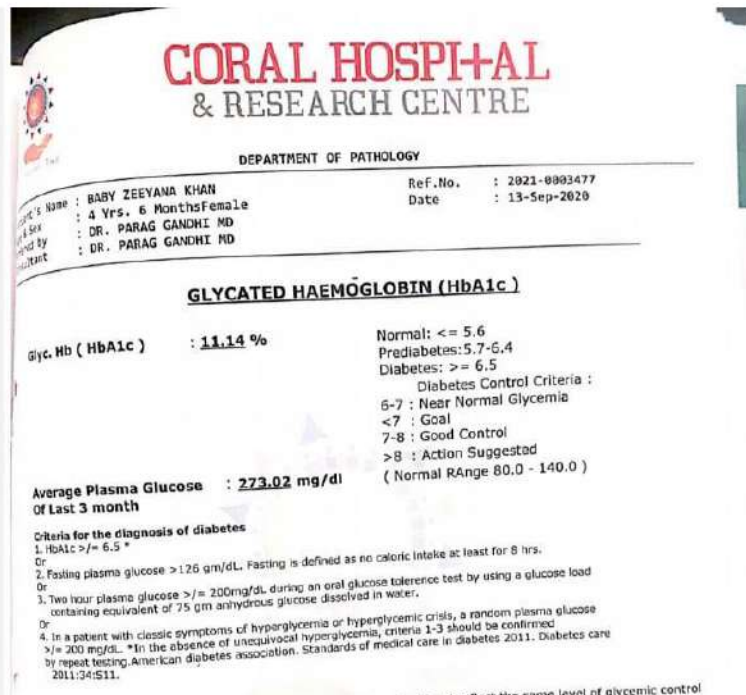 CORAL HOSPITAL
& RESEARCH CENTRE
DEPARTMENT OF PATHOLOGY
Name : BABY ZEEYANA KHAN
Ref.No. : 2021-0003477
& Sex : 4 Yrs. 6 MonthsFemale
Date : 13-Sep-2020
by : DR. PARAG GANDHI MD
: DR. PARAG GANDHI MD
GLYCATED HAEMOGLOBIN (HbA1c )
Glyc. Hb ( HbA1c ) : 11.14 %
Normal: <= 5.6
Prediabetes:5.7-6.4
Diabetes: >= 6.5
Diabetes Control Criteria :
6-7 : Near Normal Glycemia
<7 : Goal
7-8 : Good Control
>8 : Action Suggested
Average Plasma Glucose : 273.02 mg/dl
( Normal RAnge 80.0 - 140.0 )
Of Last 3 month
Criteria for the diagnosis of diabetes
1. HbA1c >/= 6.5 *
Or
2. Fasting plasma glucose >126 gm/dL. Fasting is defined as no caloric intake at least for 8 hrs.
Or
3. Two hour plasma glucose >/= 200mg/dL during an oral glucose tolerence test by using a glucose load
containing equivalent of 75 gm anhydrous glucose dissolved in water.
Or
4. In a patient with classic symptoms of hyperglycemia or hyperglycemic crisis, a random plasma glucose
>/= 200 mg/dL. *In the absence of unequivocal hyperglycemia, criteria 1-3 should be confirmed
by repeat testing.American diabetes association. Standards of medical care in diabetes 2011. Diabetes care
2011:34:S11.
the same level of glycemic control